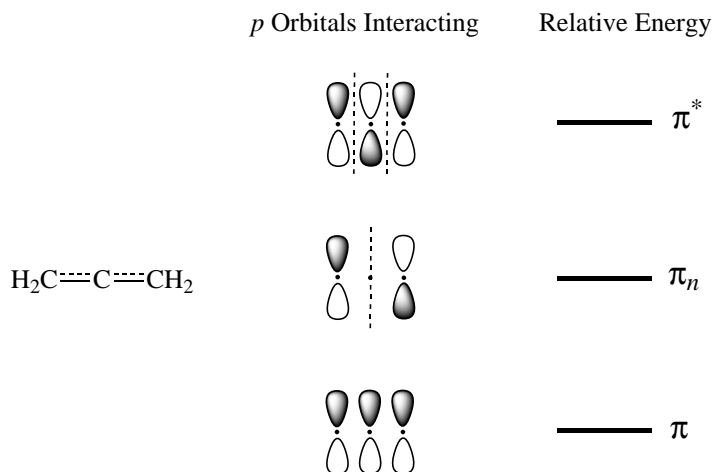 p Orbitals Interacting Relative Energy
π*
H₂C=C=CH₂ πₙ
π